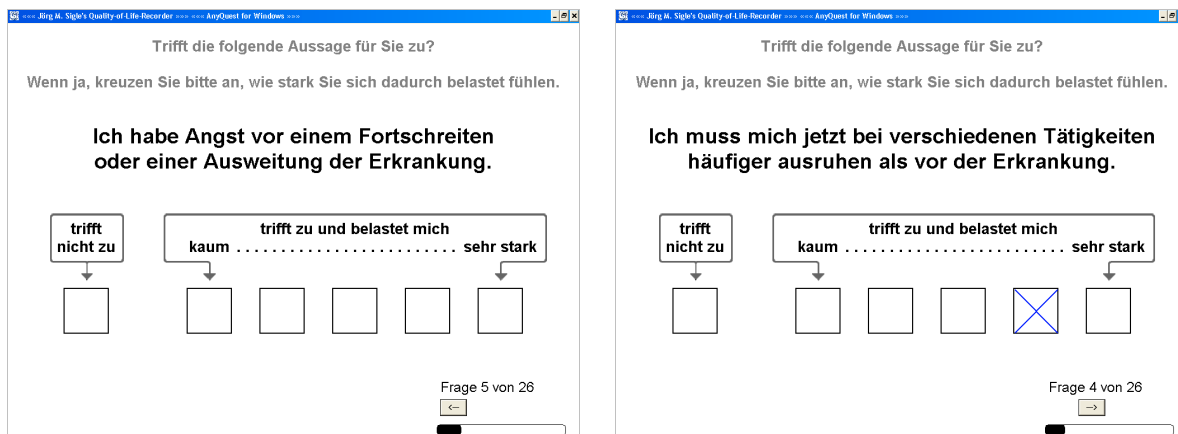 ««« Jörg M. Sigle's Quality-of-Life-Recorder »»» ««« AnyQuest for Windows »»»
Trifft die folgende Aussage für Sie zu?
Wenn ja, kreuzen Sie bitte an, wie stark Sie sich dadurch belastet fühlen.
Ich habe Angst vor einem Fortschreiten
oder einer Ausweitung der Erkrankung.
trifft
nicht zu
trifft zu und belastet mich
kaum . . . . . . . . . . . . . . . . . . . . . . . . . sehr stark
Frage 5 von 26
<--
««« Jörg M. Sigle's Quality-of-Life-Recorder »»» ««« AnyQuest for Windows »»»
Trifft die folgende Aussage für Sie zu?
Wenn ja, kreuzen Sie bitte an, wie stark Sie sich dadurch belastet fühlen.
Ich muss mich jetzt bei verschiedenen Tätigkeiten
häufiger ausruhen als vor der Erkrankung.
trifft
nicht zu
trifft zu und belastet mich
kaum . . . . . . . . . . . . . . . . . . . . . . . . . sehr stark
Frage 4 von 26
-->